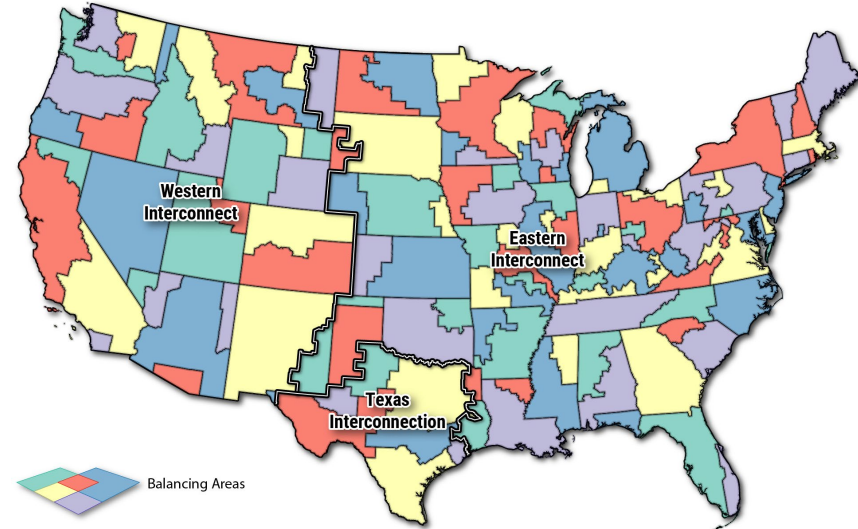 Western
Interconnect
Eastern
Interconnect
Texas
Interconnection
Balancing Areas